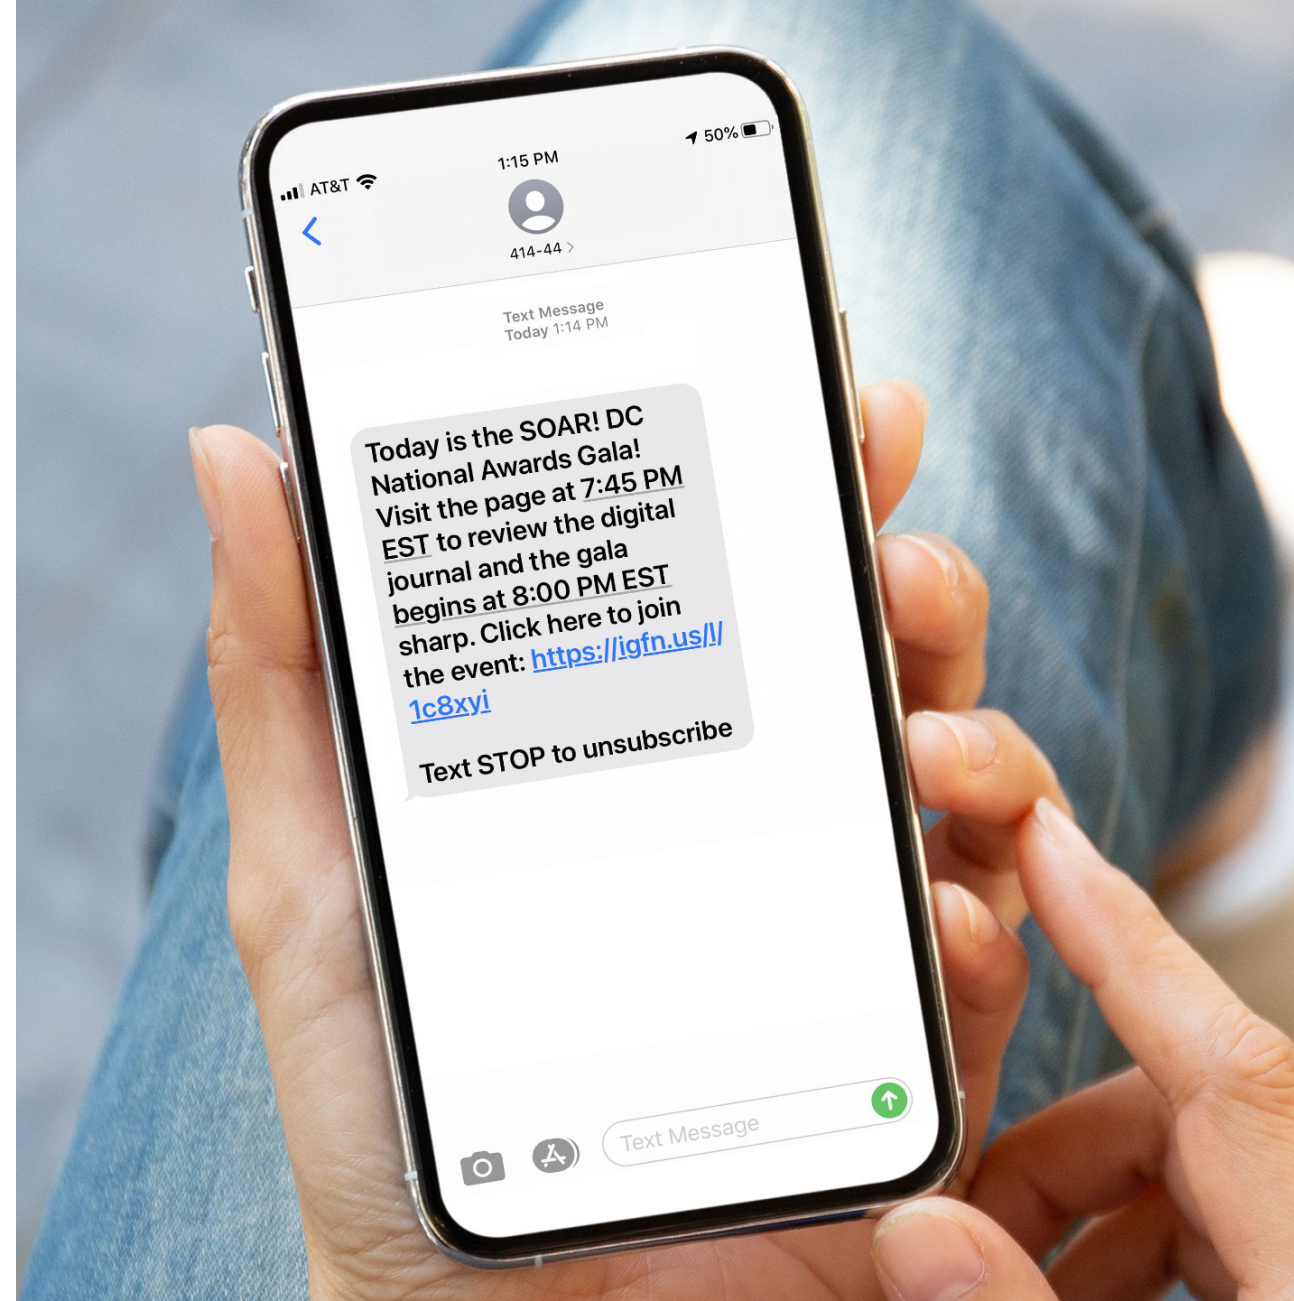 AT&T
1:15 PM
50%
414-44 >
Text Message
Today 1:14 PM
Today is the SOAR! DC
National Awards Gala!
Visit the page at 7:45 PM
EST to review the digital
journal and the gala
begins at 8:00 PM EST
sharp. Click here to join
the event: https://igfn.us/l/
1c8xyi
Text STOP to unsubscribe
Text Message